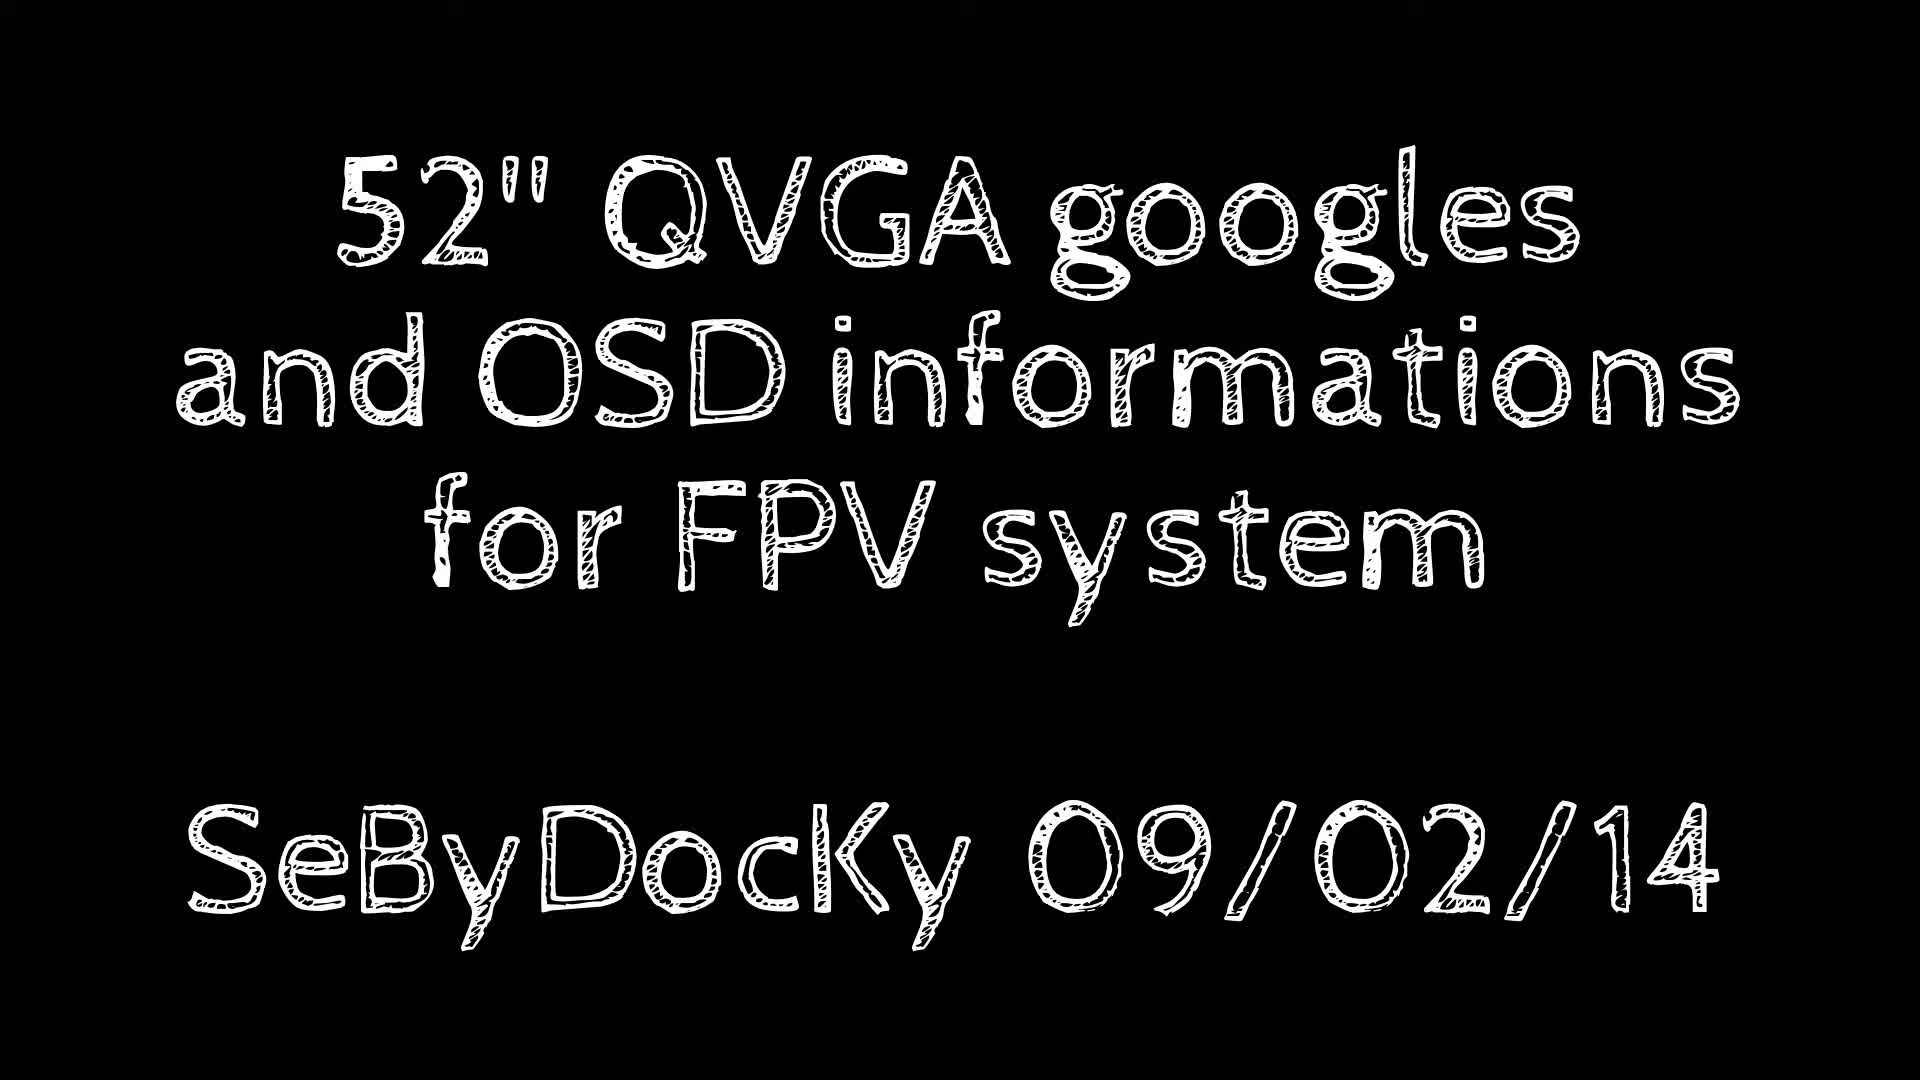 52" QVGA googles
and OSD informations
for FPV system
SeByDocKy 09/02/14